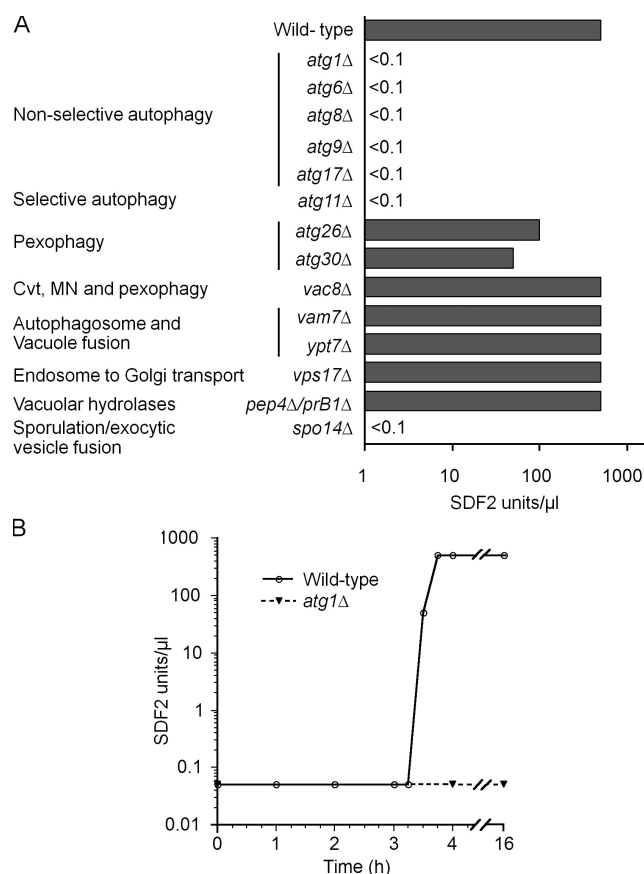 A
Wild- type
Non-selective autophagy
atg1Δ <0.1
atg6Δ <0.1
atg8Δ <0.1
atg9Δ <0.1
atg17Δ <0.1
Selective autophagy atg11Δ <0.1
Pexophagy
atg26Δ
atg30Δ
Cvt, MN and pexophagy vac8Δ
Autophagosome and
Vacuole fusion
vam7Δ
ypt7Δ
Endosome to Golgi transport vps17Δ
Vacuolar hydrolases pep4Δ/prB1Δ
Sporulation/exocytic
vesicle fusion
spo14Δ <0.1
1 10 100 1000
SDF2 units/µl
B
1000
100
10
1
0.1
0.01
SDF2 units/µl
Wild-type
atg1Δ
0 1 2 3 4 16
Time (h)